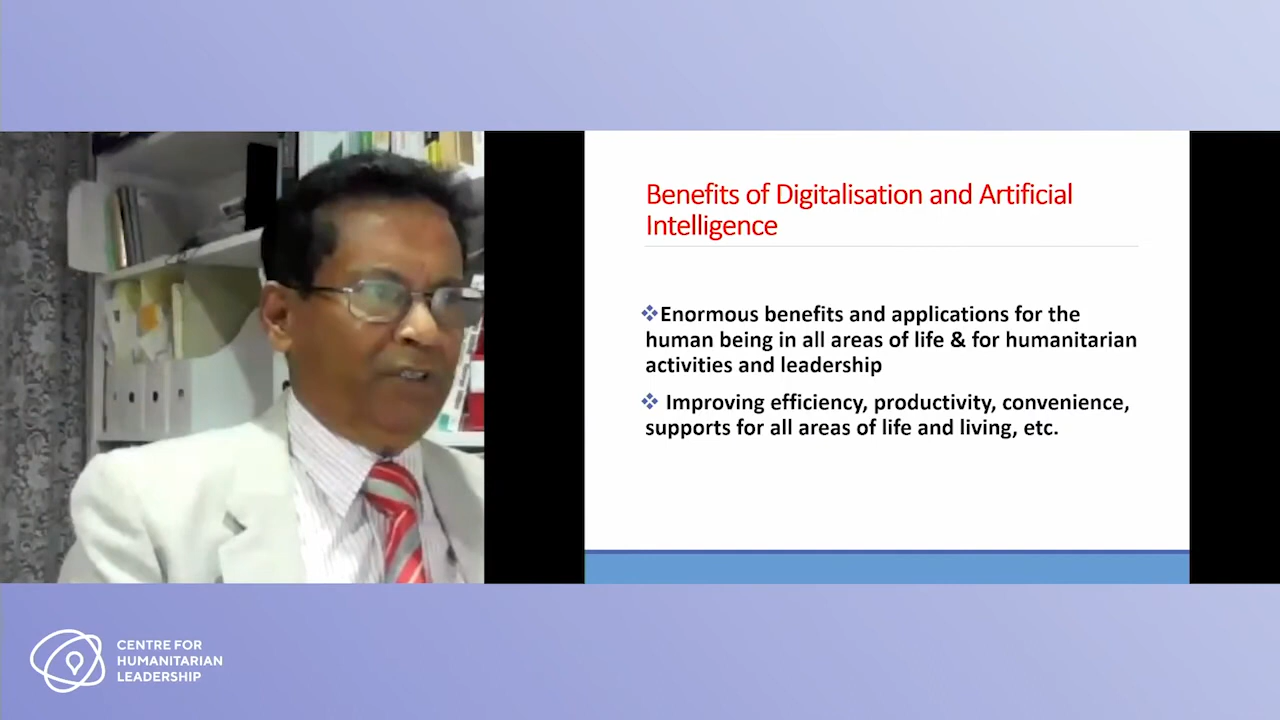 Benefits of Digitalisation and Artificial
Intelligence
❖Enormous benefits and applications for the
human being in all areas of life & for humanitarian
activities and leadership
❖ Improving efficiency, productivity, convenience,
supports for all areas of life and living, etc.
CENTRE FOR
HUMANITARIAN
LEADERSHIP